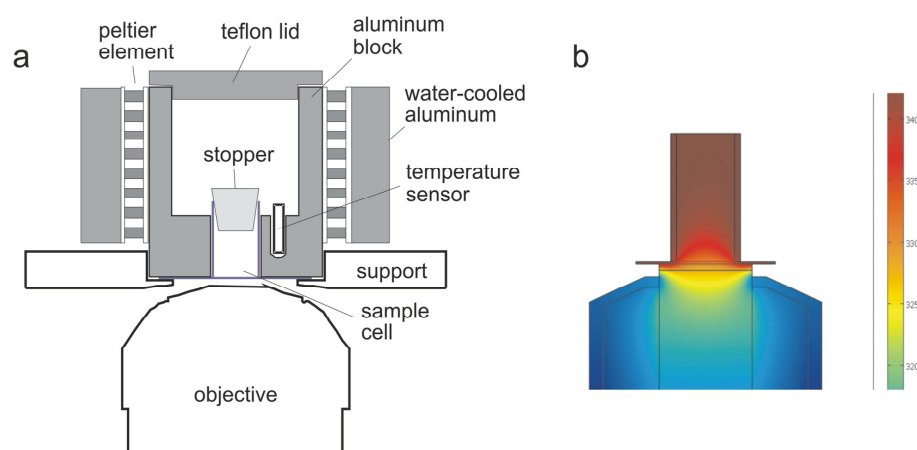 a
peltier
element
teflon lid
aluminum
block
water-cooled
aluminum
stopper
temperature
sensor
support
sample
cell
objective
b
340
335
330
325
320